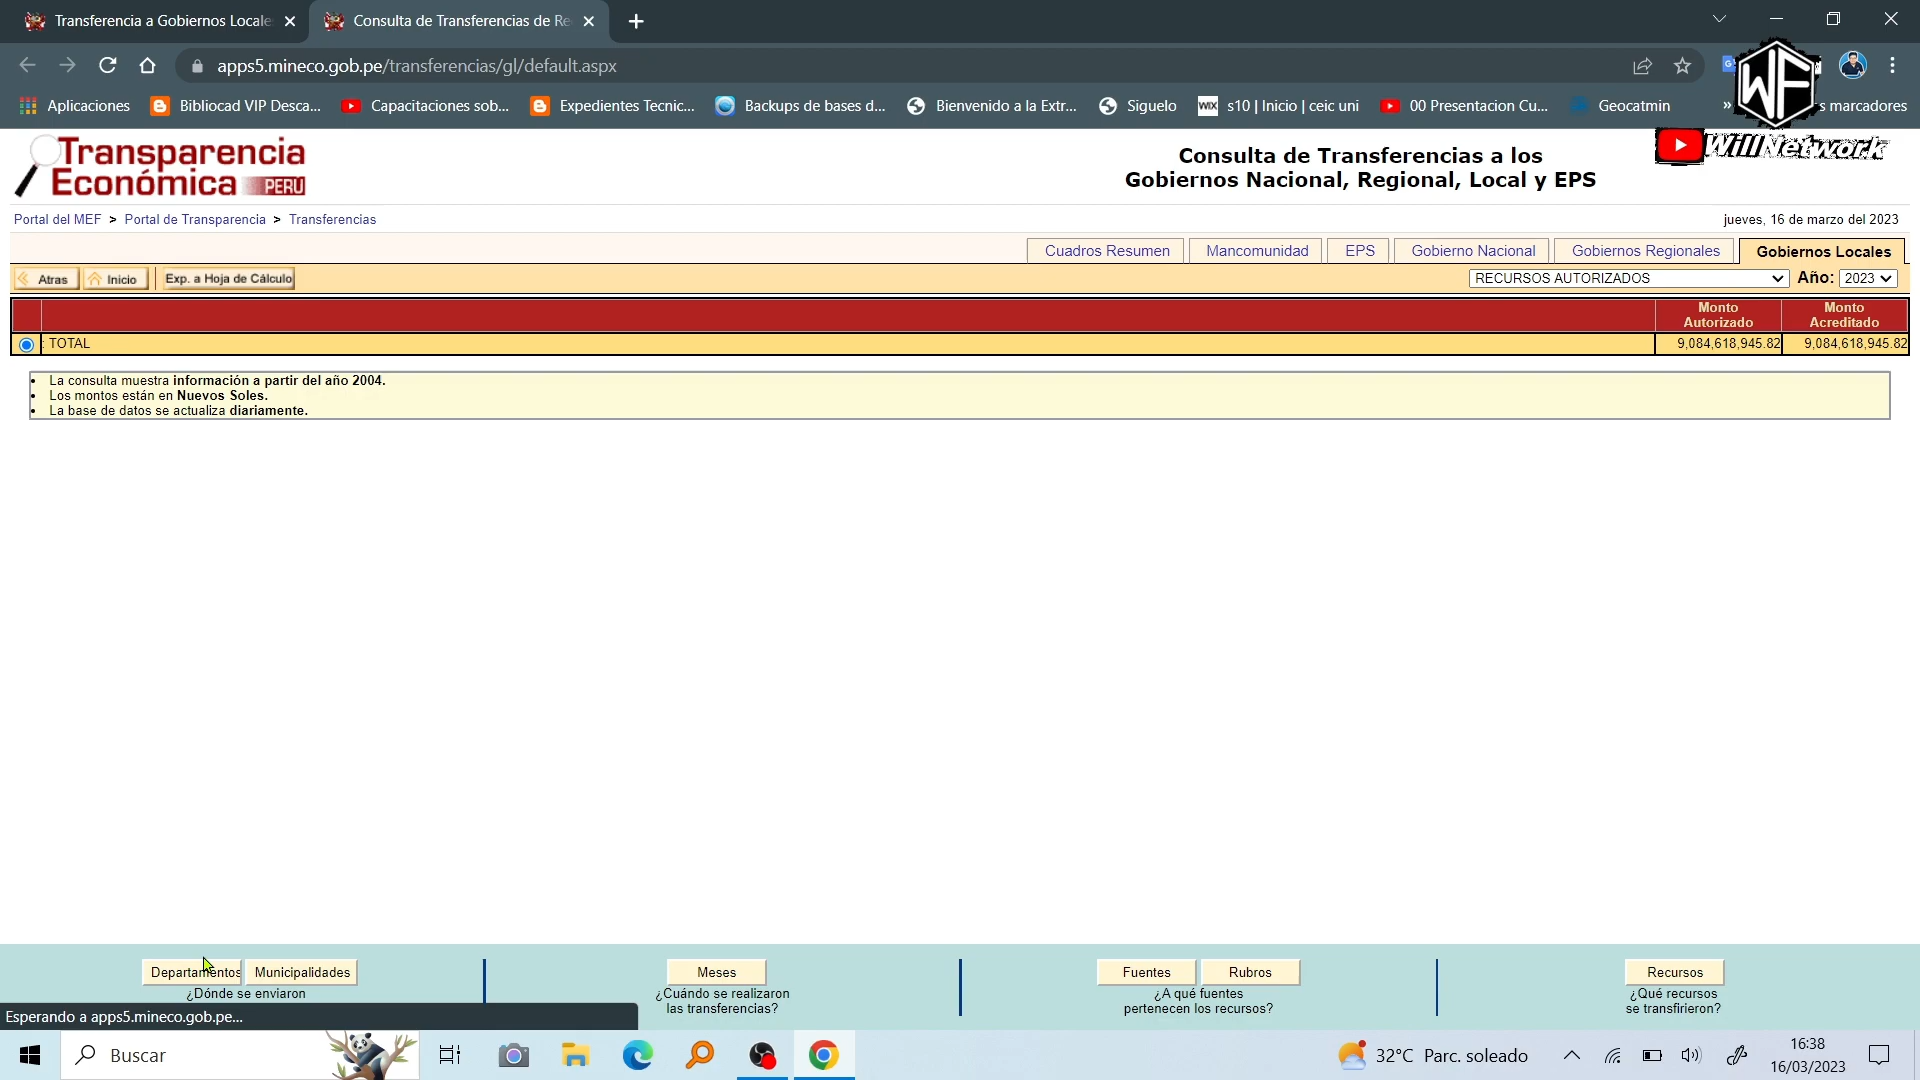 Transferencia a Gobiernos Locale
Consulta de Transferencias de Re
apps5.mineco.gob.pe/transferencias/gl/default.aspx
Aplicaciones
Bibliocad VIP Desca...
Capacitaciones sob...
Expedientes Tecnic...
Backups de bases d...
Bienvenido a la Extr...
Siguelo
WIX
s10 | Inicio | ceic uni
00 Presentacion Cu...
Geocatmin
»
s marcadores
WF
WillNetwork
Transparencia
Económica PERU
Consulta de Transferencias a los
Gobiernos Nacional, Regional, Local y EPS
Portal del MEF > Portal de Transparencia > Transferencias
jueves, 16 de marzo del 2023
Cuadros Resumen
Mancomunidad
EPS
Gobierno Nacional
Gobiernos Regionales
Gobiernos Locales
Atras
Inicio
Exp. a Hoja de Cálculo
RECURSOS AUTORIZADOS
Año:
2023
Monto
Autorizado
Monto
Acreditado
: TOTAL
9,084,618,945.82
9,084,618,945.82
• La consulta muestra información a partir del año 2004.
• Los montos están en Nuevos Soles.
• La base de datos se actualiza diariamente.
Departamentos
Municipalidades
¿Dónde se enviaron
Meses
¿Cuándo se realizaron
las transferencias?
Fuentes
Rubros
¿A qué fuentes
pertenecen los recursos?
Recursos
¿Qué recursos
se transfirieron?
Esperando a apps5.mineco.gob.pe...
Buscar
32°C Parc. soleado
16:38
16/03/2023